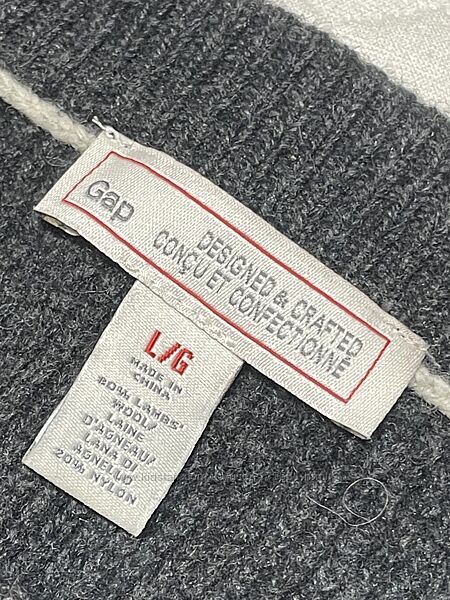 Gap
DESIGNED & CRAFTED
CONÇU ET CONFECTIONNÉ
L/G
MADE IN
CHINA
80% LAMBS'
WOOL/
LAINE
D'AGNEAU/
LANA DI
AGNELLO
20% NYLON